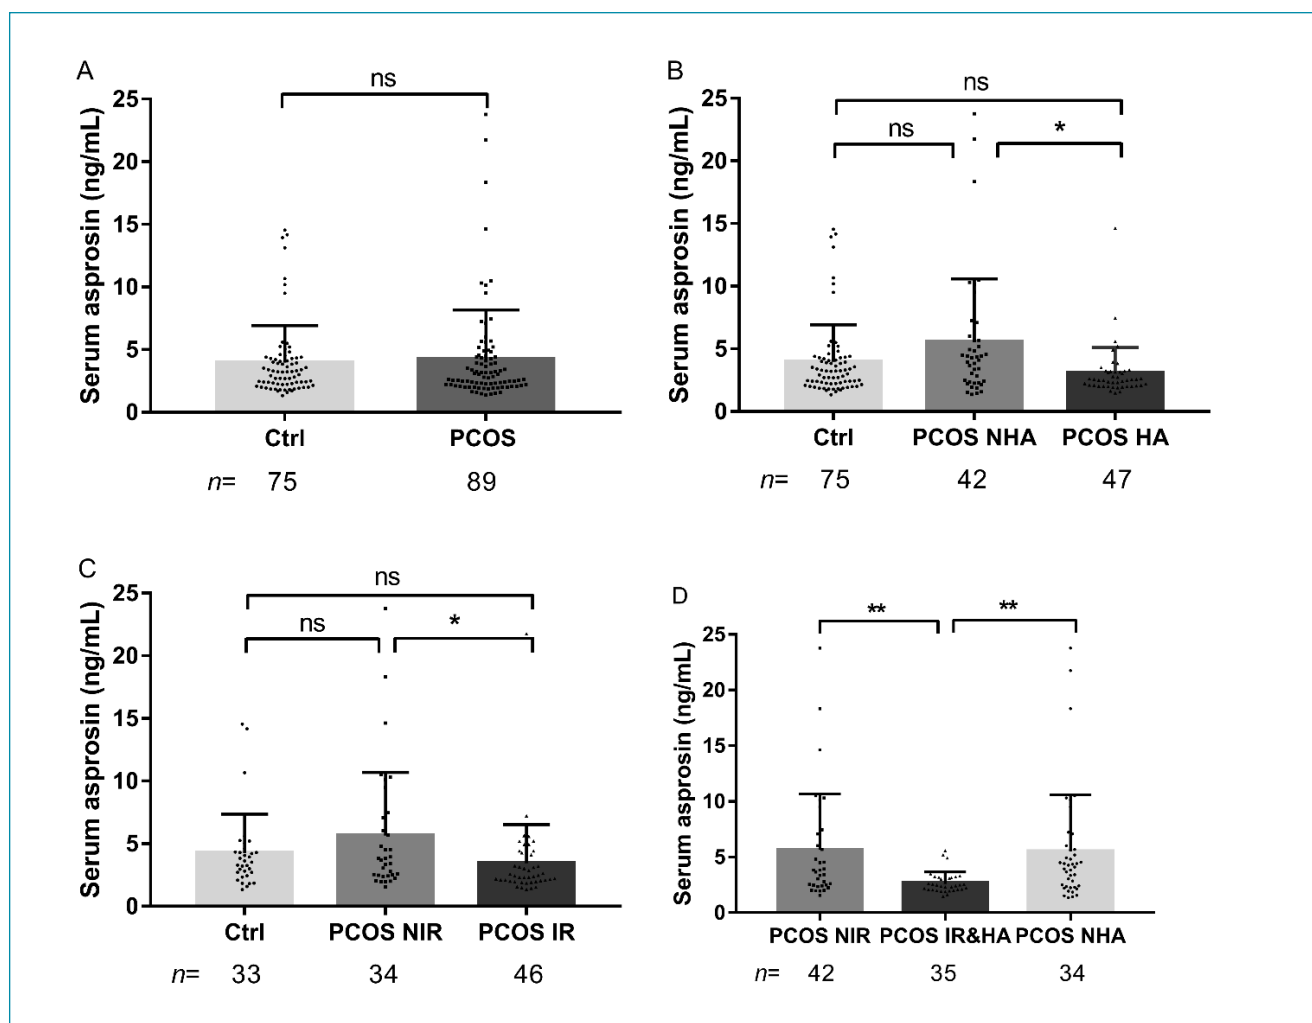 A
ns
Serum asprosin (ng/mL)
25
20
15
10
5
0
Ctrl PCOS
n= 75 89
B
ns
ns *
Serum asprosin (ng/mL)
25
20
15
10
5
0
Ctrl PCOS NHA PCOS HA
n= 75 42 47
C
ns
ns *
Serum asprosin (ng/mL)
25
20
15
10
5
0
Ctrl PCOS NIR PCOS IR
n= 33 34 46
D
** **
Serum asprosin (ng/mL)
25
20
15
10
5
0
PCOS NIR PCOS IR&HA PCOS NHA
n= 42 35 34